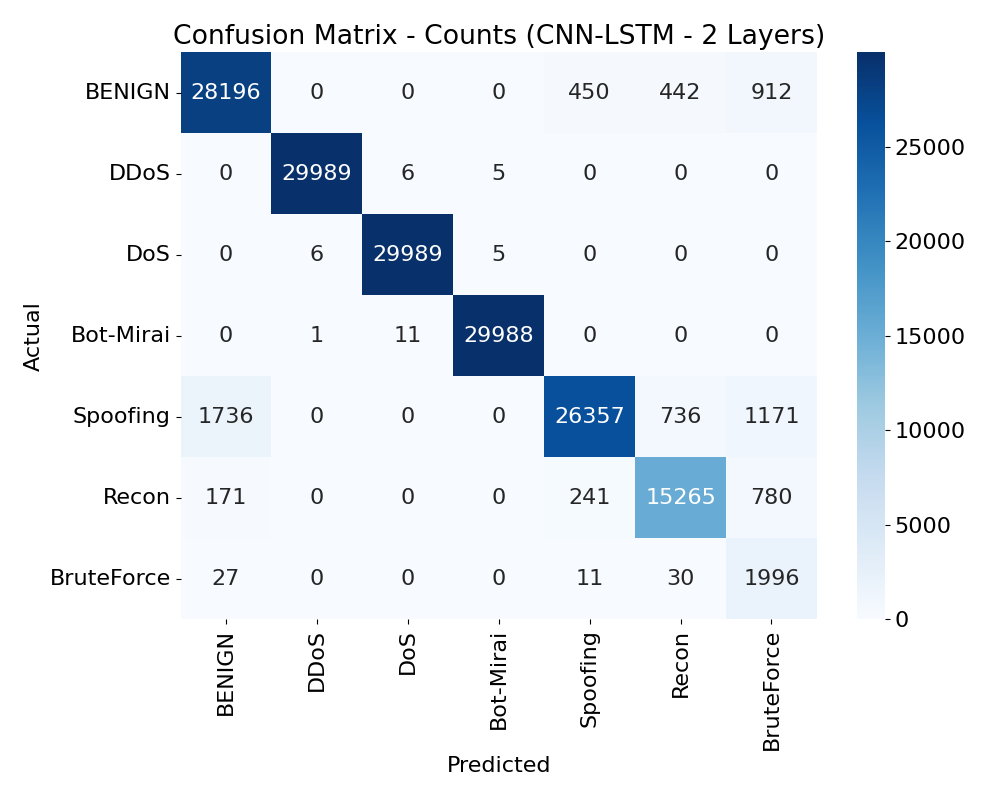 Confusion Matrix - Counts (CNN-LSTM - 2 Layers)
BENIGN 28196 0 0 0 450 442 912
DDoS 0 29989 6 5 0 0 0
DoS 0 6 29989 5 0 0 0
Bot-Mirai 0 1 11 29988 0 0 0
Spoofing 1736 0 0 0 26357 736 1171
Recon 171 0 0 0 241 15265 780
BruteForce 27 0 0 0 11 30 1996
Actual
BENIGN DDoS DoS Bot-Mirai Spoofing Recon BruteForce
Predicted
25000
20000
15000
10000
5000
0